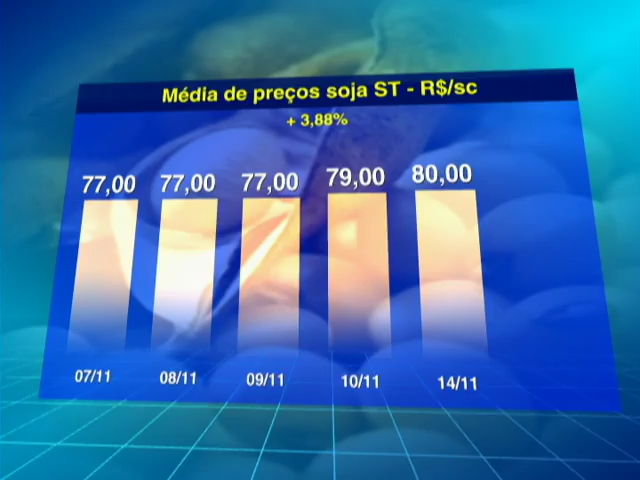 Média de preços soja ST - R$/sc
+ 3,88%
77,00 77,00 77,00 79,00 80,00
07/11 08/11 09/11 10/11 14/11